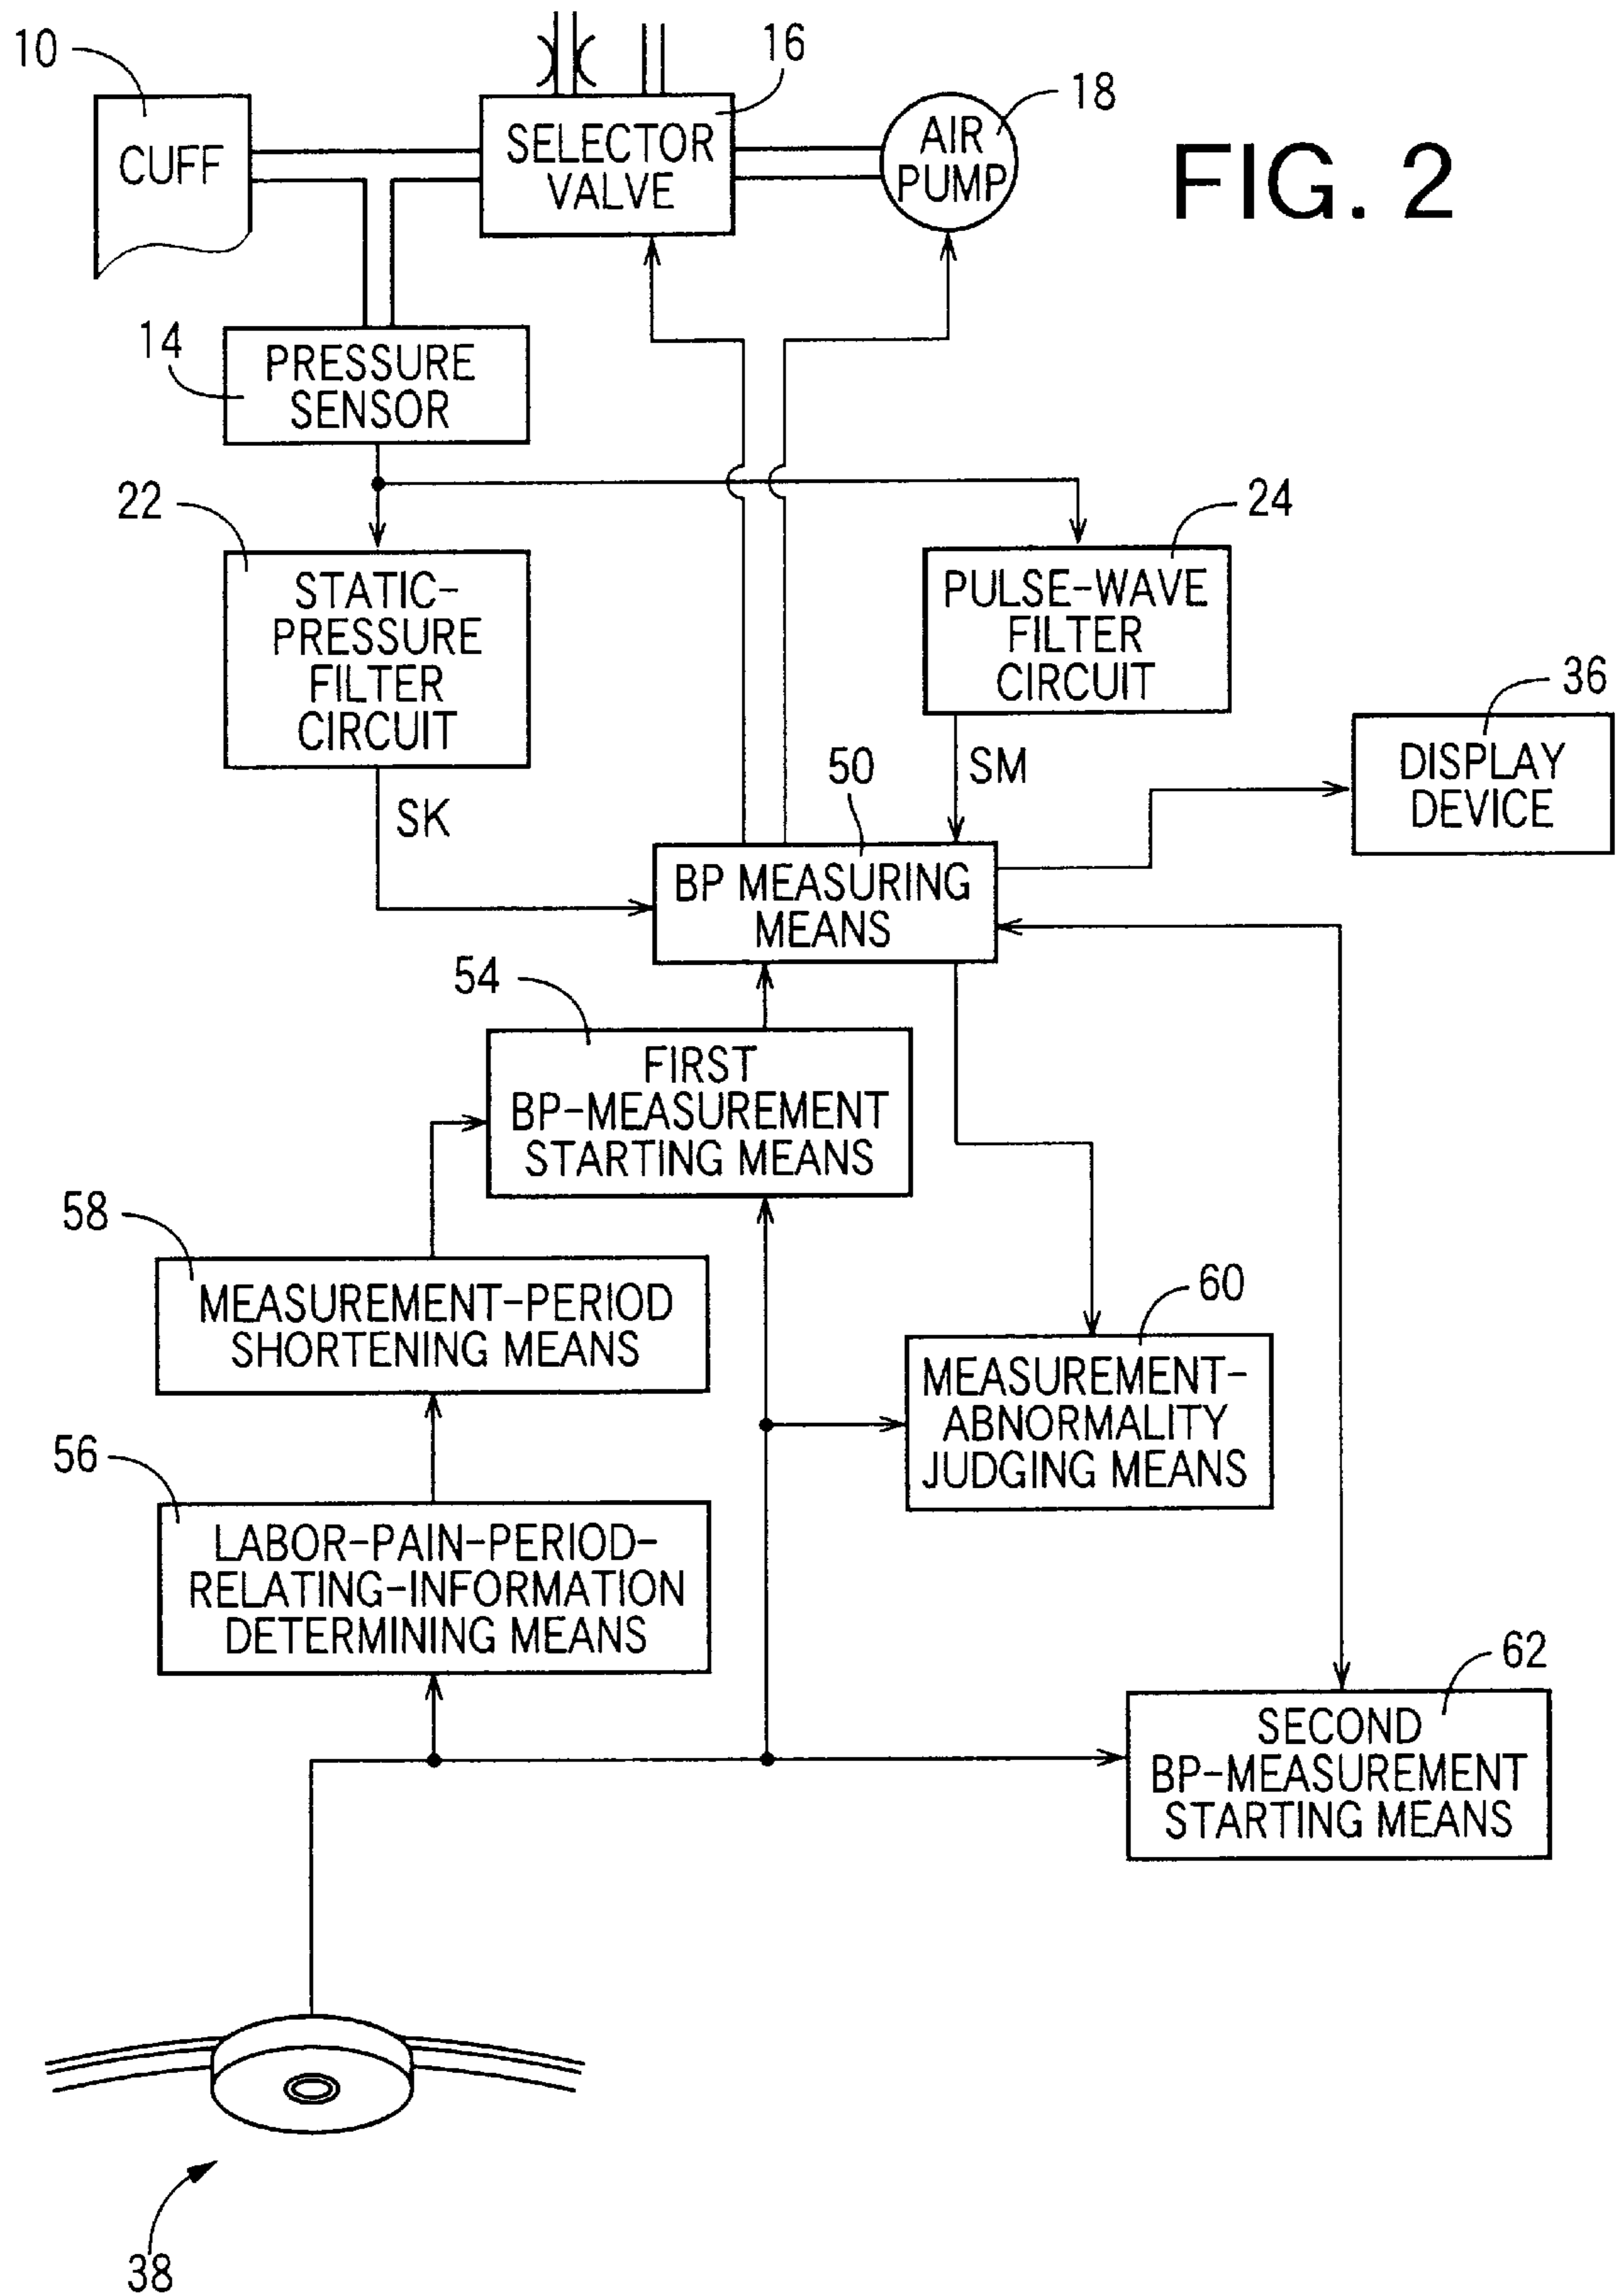 10
16
18
CUFF
SELECTOR
VALVE
AIR
PUMP
FIG. 2
14
PRESSURE
SENSOR
22
24
STATIC-
PRESSURE
FILTER
CIRCUIT
PULSE-WAVE
FILTER
CIRCUIT
36
SK
50
SM
DISPLAY
DEVICE
BP MEASURING
MEANS
54
FIRST
BP-MEASUREMENT
STARTING MEANS
58
MEASUREMENT-PERIOD
SHORTENING MEANS
60
MEASUREMENT-
ABNORMALITY
JUDGING MEANS
56
LABOR-PAIN-PERIOD-
RELATING-INFORMATION
DETERMINING MEANS
62
SECOND
BP-MEASUREMENT
STARTING MEANS
38